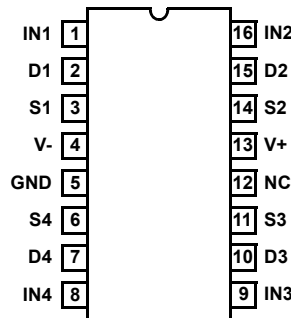 IN1 1 16 IN2
D1 2 15 D2
S1 3 14 S2
V- 4 13 V+
GND 5 12 NC
S4 6 11 S3
D4 7 10 D3
IN4 8 9 IN3